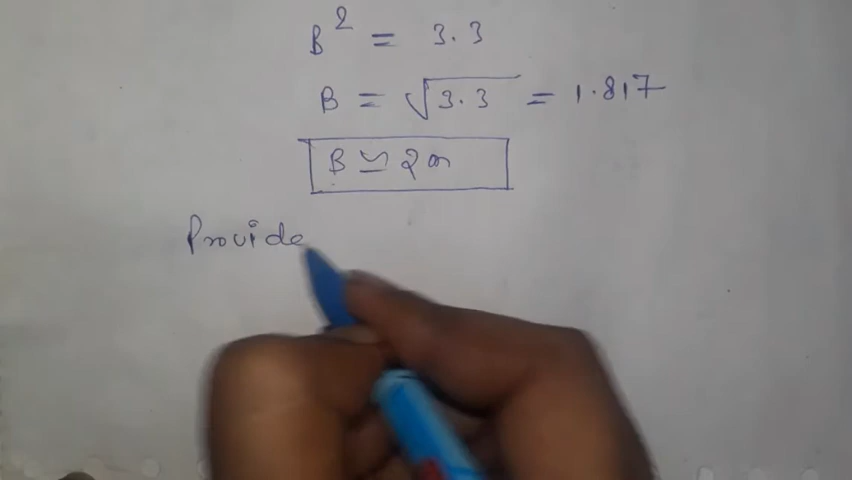 B² = 3.3
B = √3.3 = 1.817
B ≃ 2m
Provide